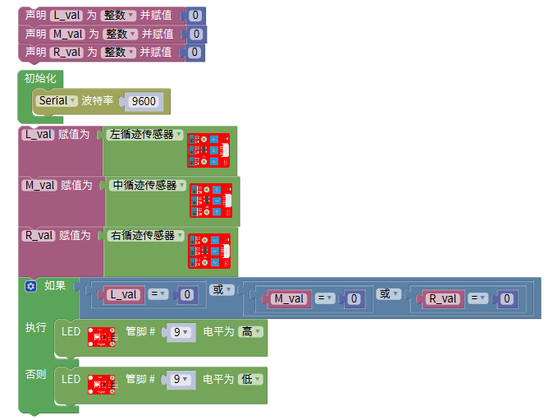 声明 L_val 为 整数 并赋值 0
声明 M_val 为 整数 并赋值 0
声明 R_val 为 整数 并赋值 0
初始化
Serial 波特率 9600
L_val 赋值为 左循迹传感器
M_val 赋值为 中循迹传感器
R_val 赋值为 右循迹传感器
如果 L_val = 0 或 M_val = 0 或 R_val = 0
执行 LED 管脚 # 9 电平为 高
否则 LED 管脚 # 9 电平为 低